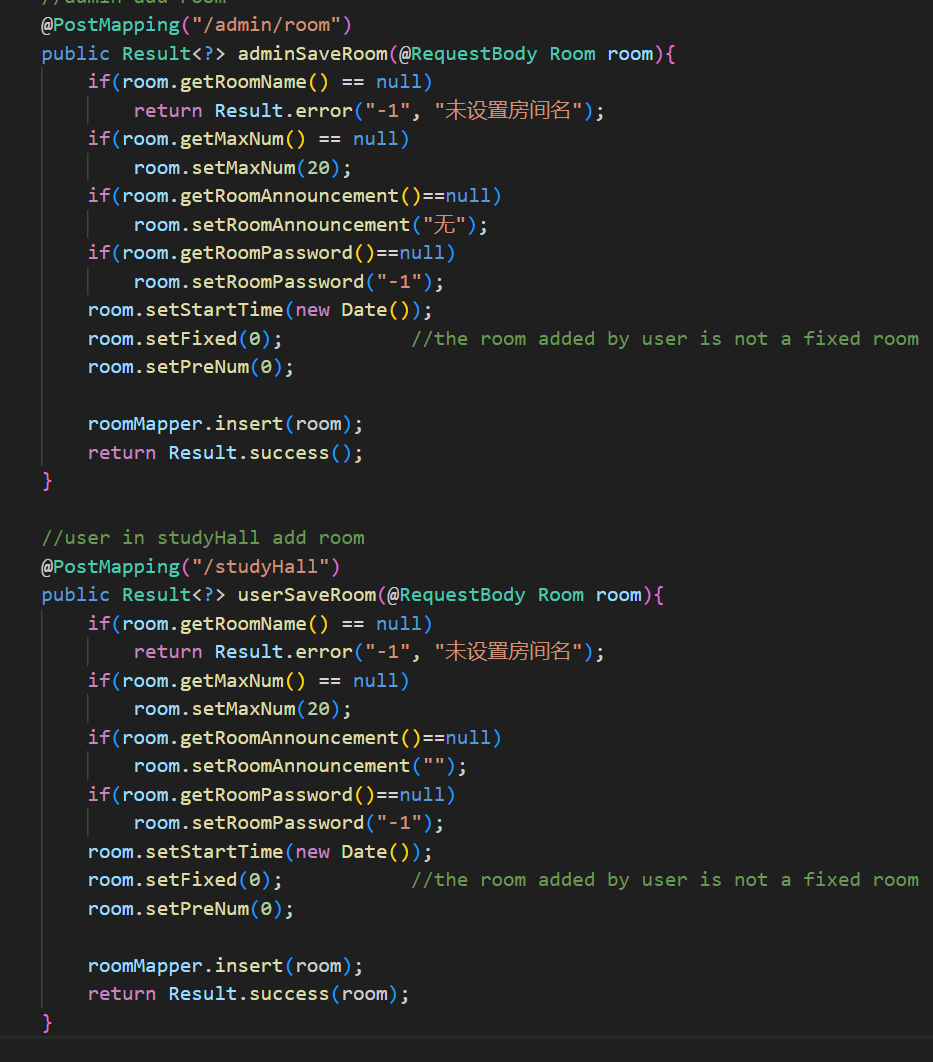 //admin add room
@PostMapping("/admin/room")
public Result<?> adminSaveRoom(@RequestBody Room room){
if(room.getRoomName() == null)
return Result.error("-1", "未设置房间名");
if(room.getMaxNum() == null)
room.setMaxNum(20);
if(room.getRoomAnnouncement()==null)
room.setRoomAnnouncement("无");
if(room.getRoomPassword()==null)
room.setRoomPassword("-1");
room.setStartTime(new Date());
room.setFixed(0); //the room added by user is not a fixed room
room.setPreNum(0);
roomMapper.insert(room);
return Result.success();
}
//user in studyHall add room
@PostMapping("/studyHall")
public Result<?> userSaveRoom(@RequestBody Room room){
if(room.getRoomName() == null)
return Result.error("-1", "未设置房间名");
if(room.getMaxNum() == null)
room.setMaxNum(20);
if(room.getRoomAnnouncement()==null)
room.setRoomAnnouncement("");
if(room.getRoomPassword()==null)
room.setRoomPassword("-1");
room.setStartTime(new Date());
room.setFixed(0); //the room added by user is not a fixed room
room.setPreNum(0);
roomMapper.insert(room);
return Result.success(room);
}